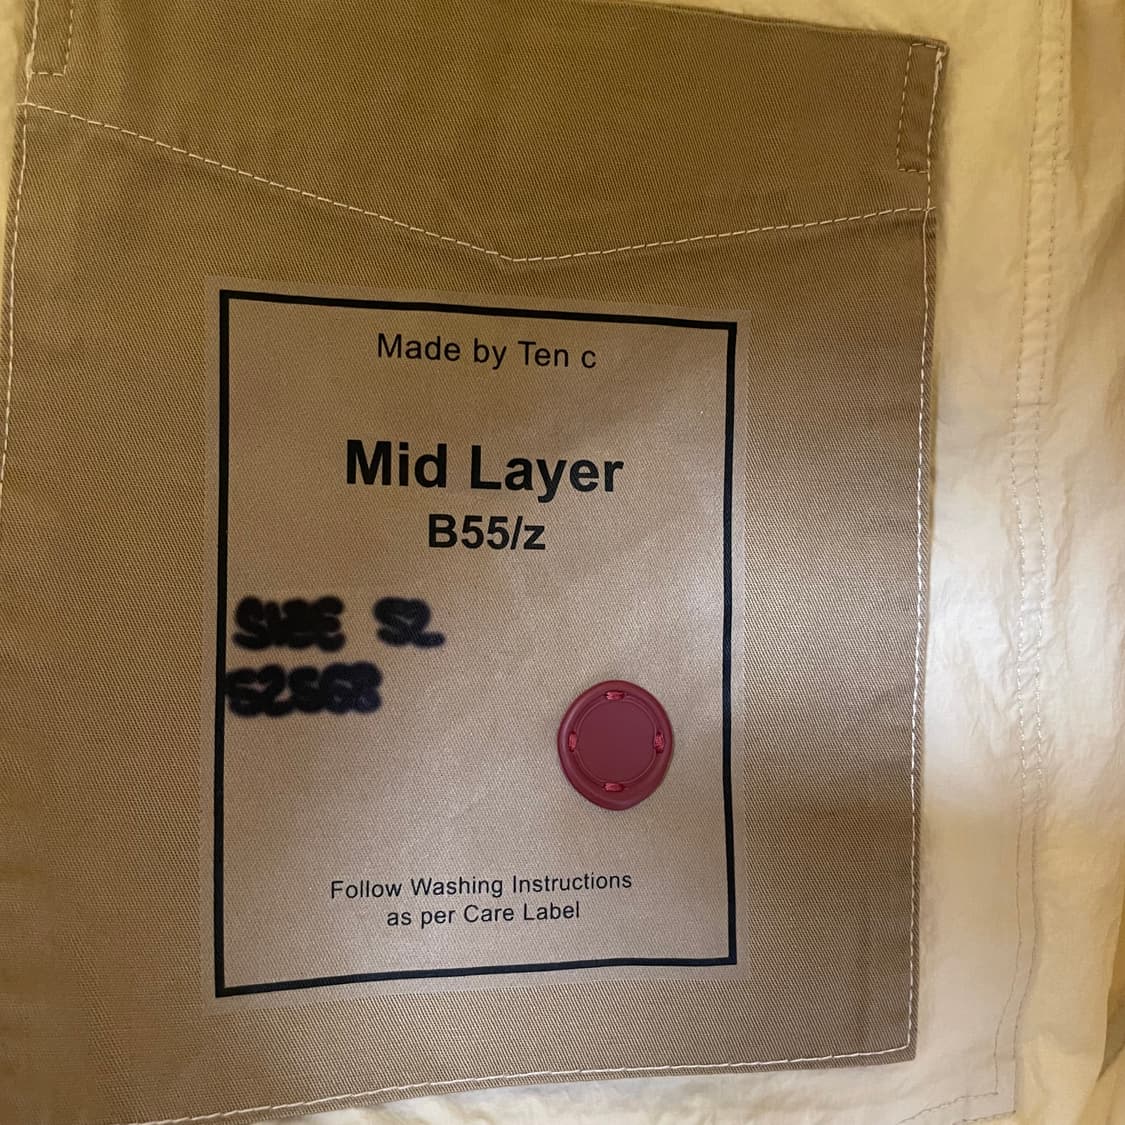 Made by Ten c
Mid Layer
B55/z
Follow Washing Instructions
as per Care Label